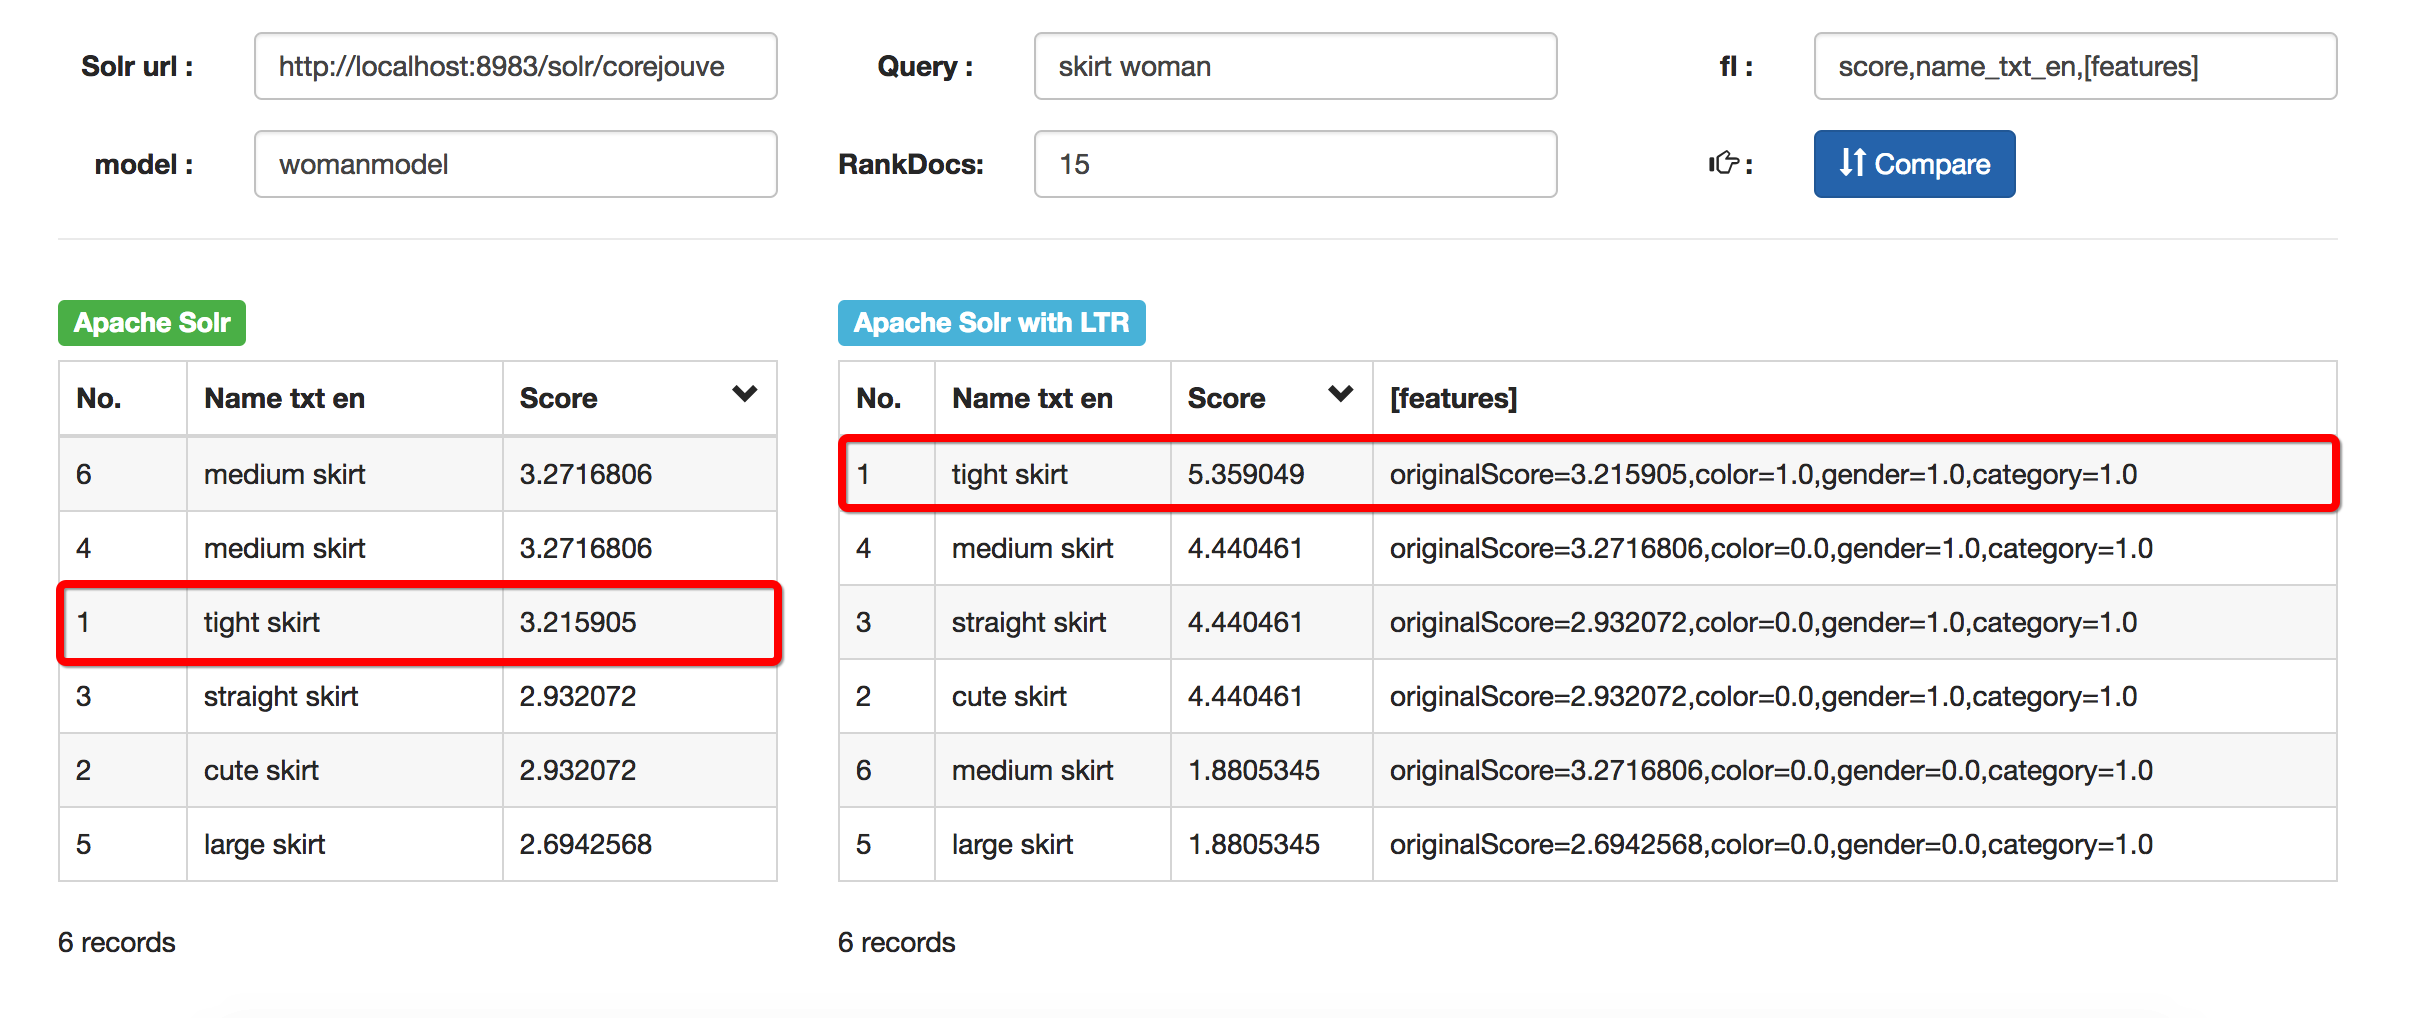 Solr url : http://localhost:8983/solr/corejouve Query : skirt woman fl : score,name_txt_en,[features]
model : womanmodel RankDocs: 15 : Compare
Apache Solr
No. Name txt en Score
6 medium skirt 3.2716806
4 medium skirt 3.2716806
1 tight skirt 3.215905
3 straight skirt 2.932072
2 cute skirt 2.932072
5 large skirt 2.6942568
6 records
Apache Solr with LTR
No. Name txt en Score [features]
1 tight skirt 5.359049 originalScore=3.215905,color=1.0,gender=1.0,category=1.0
4 medium skirt 4.440461 originalScore=3.2716806,color=0.0,gender=1.0,category=1.0
3 straight skirt 4.440461 originalScore=2.932072,color=0.0,gender=1.0,category=1.0
2 cute skirt 4.440461 originalScore=2.932072,color=0.0,gender=1.0,category=1.0
6 medium skirt 1.8805345 originalScore=3.2716806,color=0.0,gender=0.0,category=1.0
5 large skirt 1.8805345 originalScore=2.6942568,color=0.0,gender=0.0,category=1.0
6 records